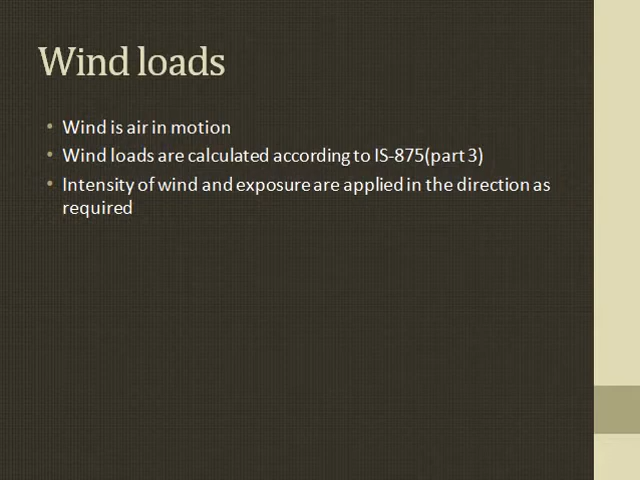 Wind loads
• Wind is air in motion
• Wind loads are calculated according to IS-875(part 3)
• Intensity of wind and exposure are applied in the direction as
required